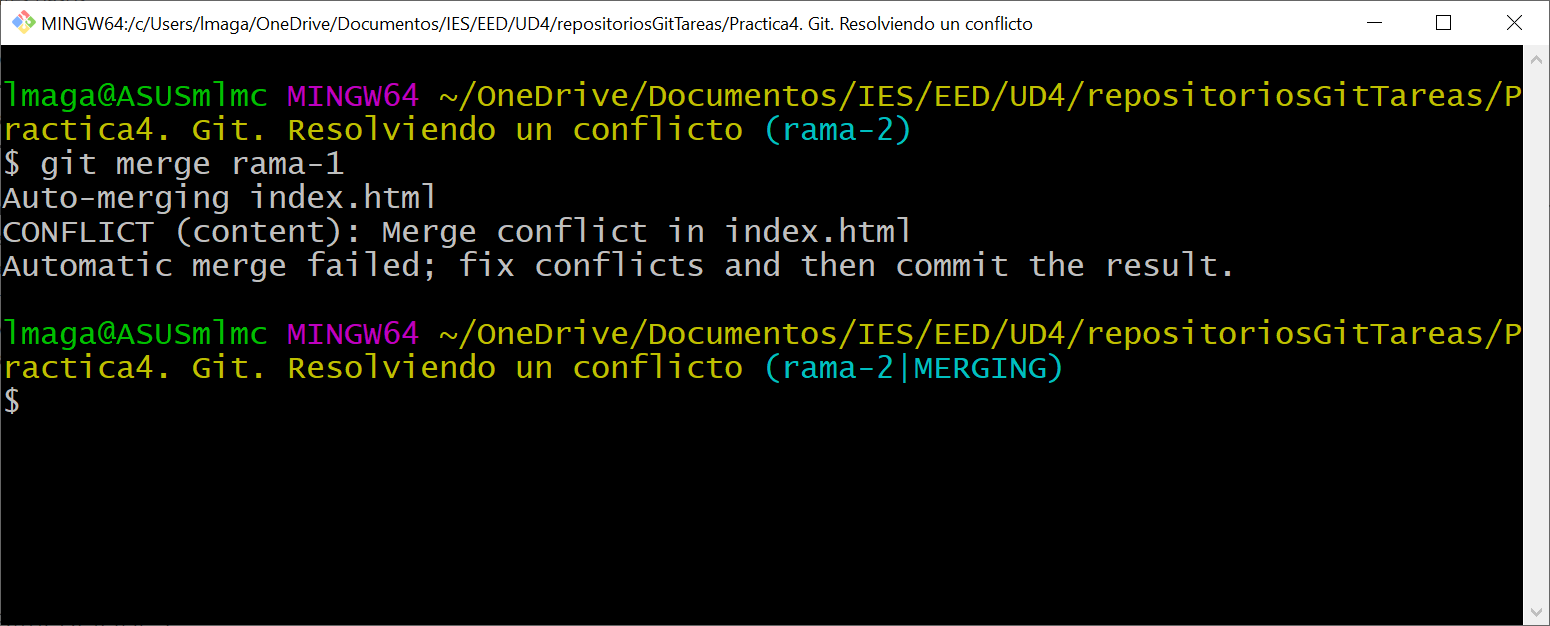 MINGW64:/c/Users/lmaga/OneDrive/Documentos/IES/EED/UD4/repositoriosGitTareas/Practica4. Git. Resolviendo un conflicto
lmaga@ASUSmlmc MINGW64 ~/OneDrive/Documentos/IES/EED/UD4/repositoriosGitTareas/P
ractica4. Git. Resolviendo un conflicto (rama-2)
$ git merge rama-1
Auto-merging index.html
CONFLICT (content): Merge conflict in index.html
Automatic merge failed; fix conflicts and then commit the result.
lmaga@ASUSmlmc MINGW64 ~/OneDrive/Documentos/IES/EED/UD4/repositoriosGitTareas/P
ractica4. Git. Resolviendo un conflicto (rama-2|MERGING)
$